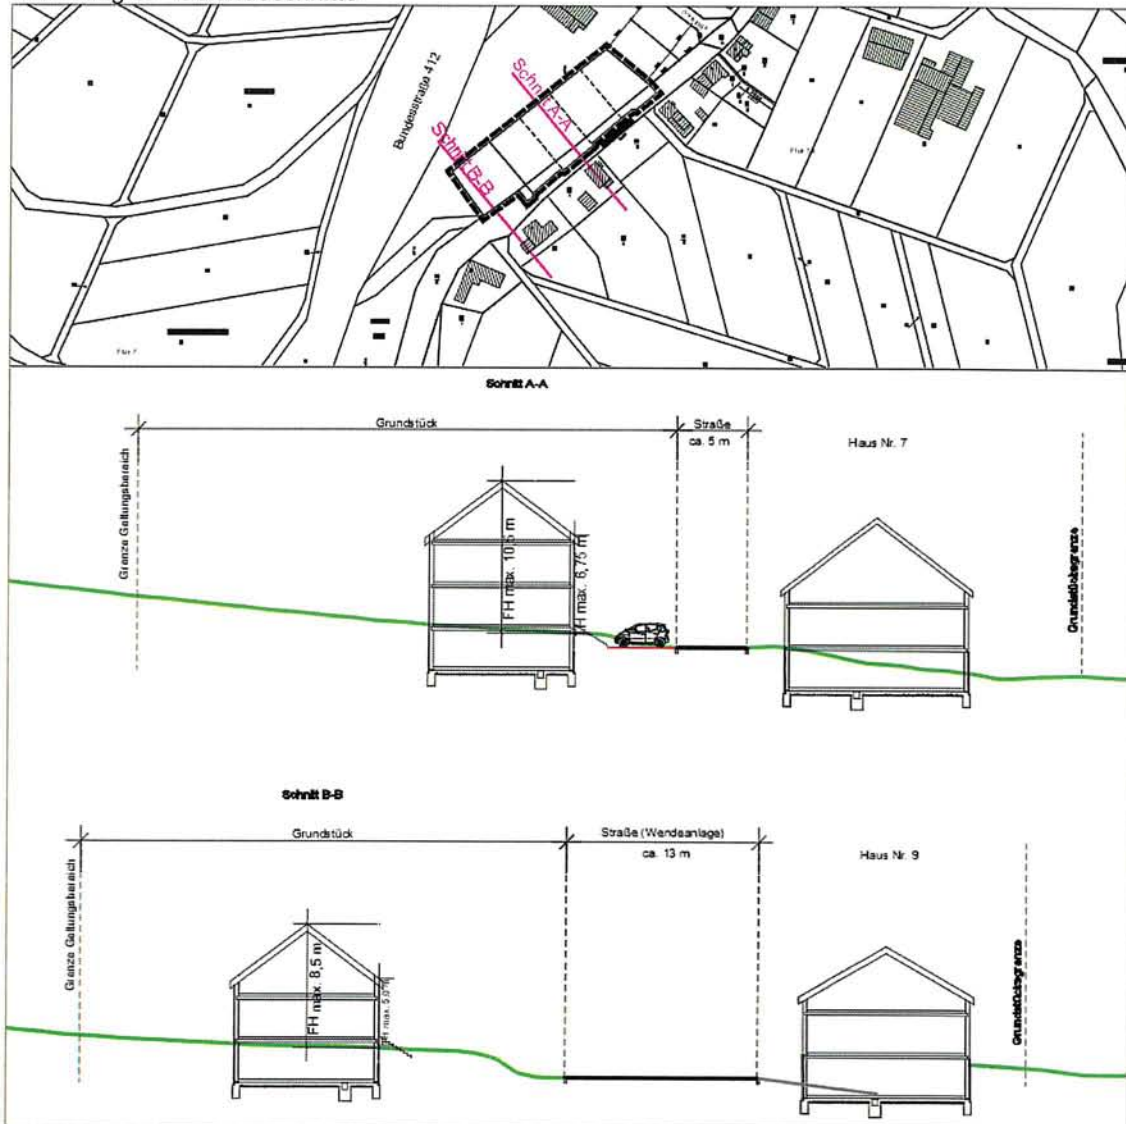 Bundesstraße 412
Schnitt A-A
Schnitt B-B
Flur 7
Schnitt A-A
Grundstück
Straße
ca. 5 m
Haus Nr. 7
Grenze Geltungsbereich
FH max. 10,5 m
H max. 6,75 m
Grundstücksgrenze
Schnitt B-B
Grundstück
Straße (Wendeanlage)
ca. 13 m
Haus Nr. 9
Grenze Geltungsbereich
FH max. 8,5 m
max. 5,0 m
Grundstücksgrenze